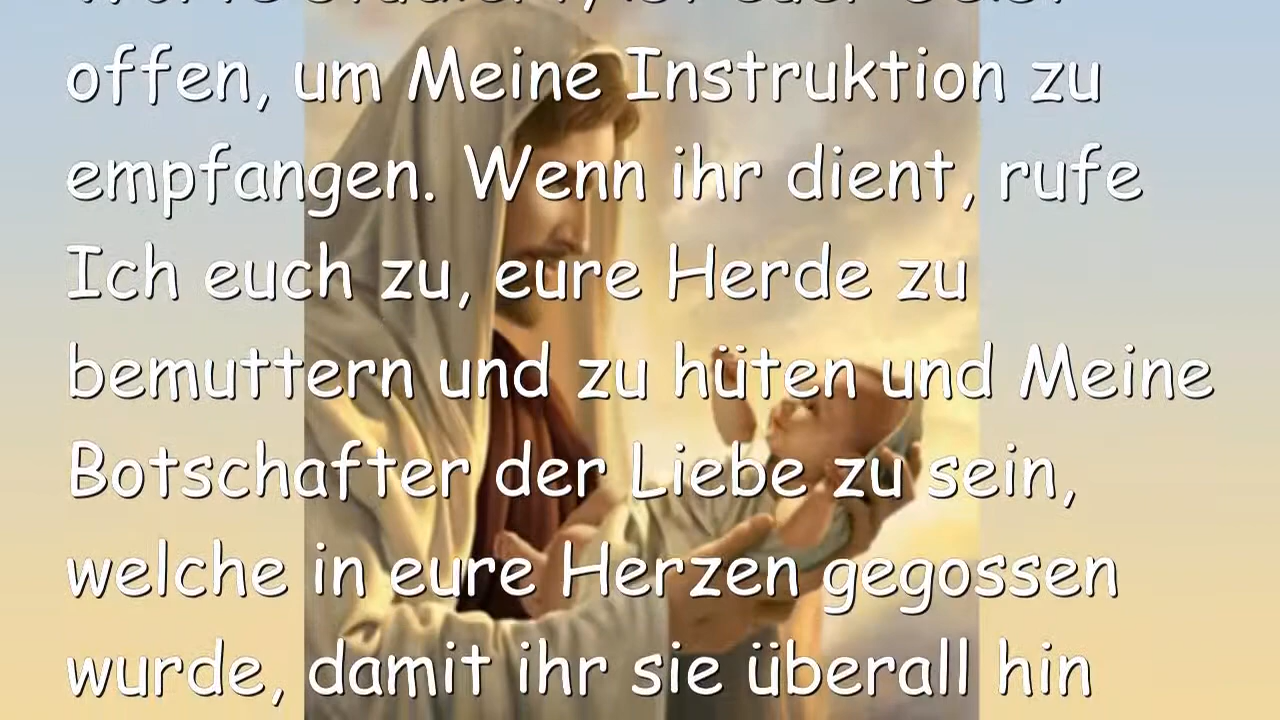 offen, um Meine Instruktion zu
empfangen. Wenn ihr dient, rufe
Ich euch zu, eure Herde zu
bemuttern und zu hüten und Meine
Botschafter der Liebe zu sein,
welche in eure Herzen gegossen
wurde, damit ihr sie überall hin